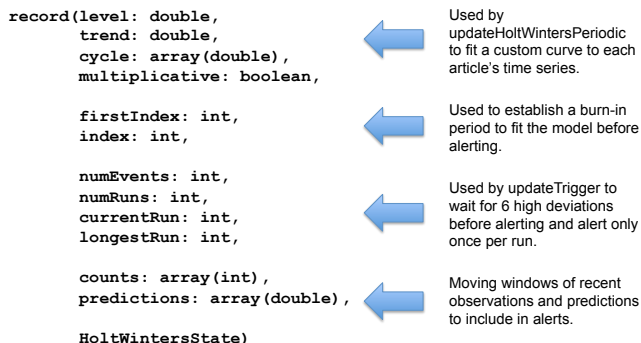 record(level: double,
trend: double,
cycle: array(double),
multiplicative: boolean,
Used by
updateHoltWintersPeriodic
to fit a custom curve to each
article's time series.
firstIndex: int,
index: int,
Used to establish a burn-in
period to fit the model before
alerting.
numEvents: int,
numRuns: int,
currentRun: int,
longestRun: int,
Used by updateTrigger to
wait for 6 high deviations
before alerting and alert only
once per run.
counts: array(int),
predictions: array(double),
Moving windows of recent
observations and predictions
to include in alerts.
HoltWintersState)